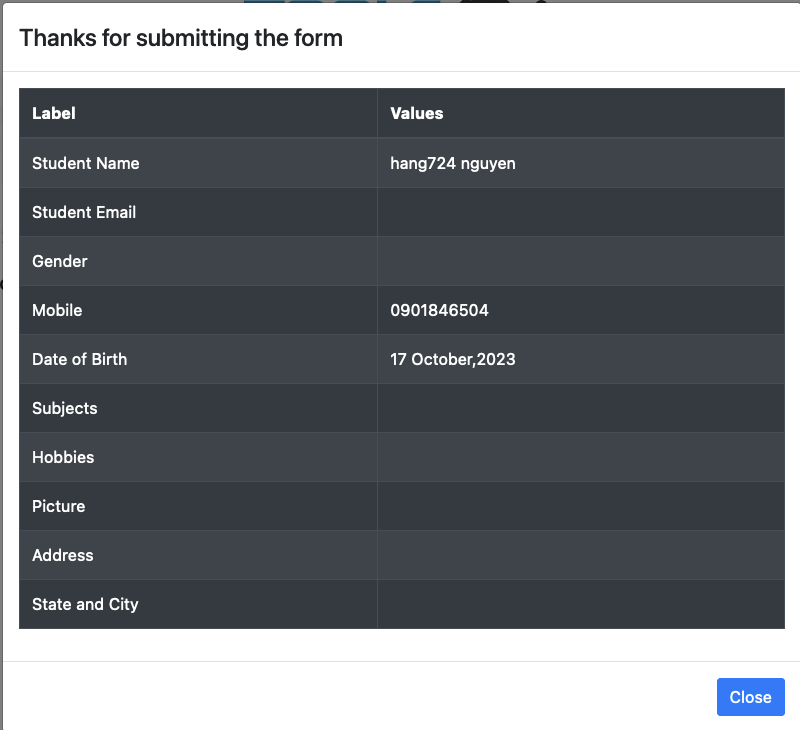 Thanks for submitting the form
Label Values
Student Name hang724 nguyen
Student Email
Gender
Mobile 0901846504
Date of Birth 17 October,2023
Subjects
Hobbies
Picture
Address
State and City
Close